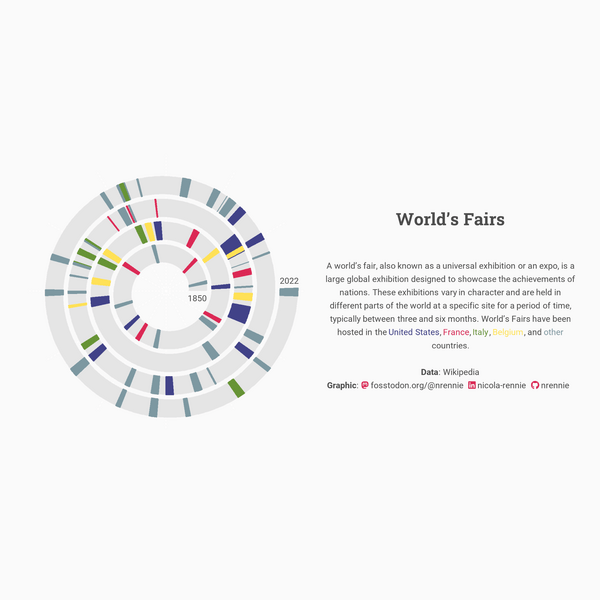 World's Fairs
2022
1850
A world's fair, also known as a universal exhibition or an expo, is a
large global exhibition designed to showcase the achievements of
nations. These exhibitions vary in character and are held in
different parts of the world at a specific site for a period of time,
typically between three and six months. World's Fairs have been
hosted in the United States, France, Italy, Belgium, and other
countries.
Data: Wikipedia
Graphic: fosstodon.org/@nrennie nicola-rennie nrennie